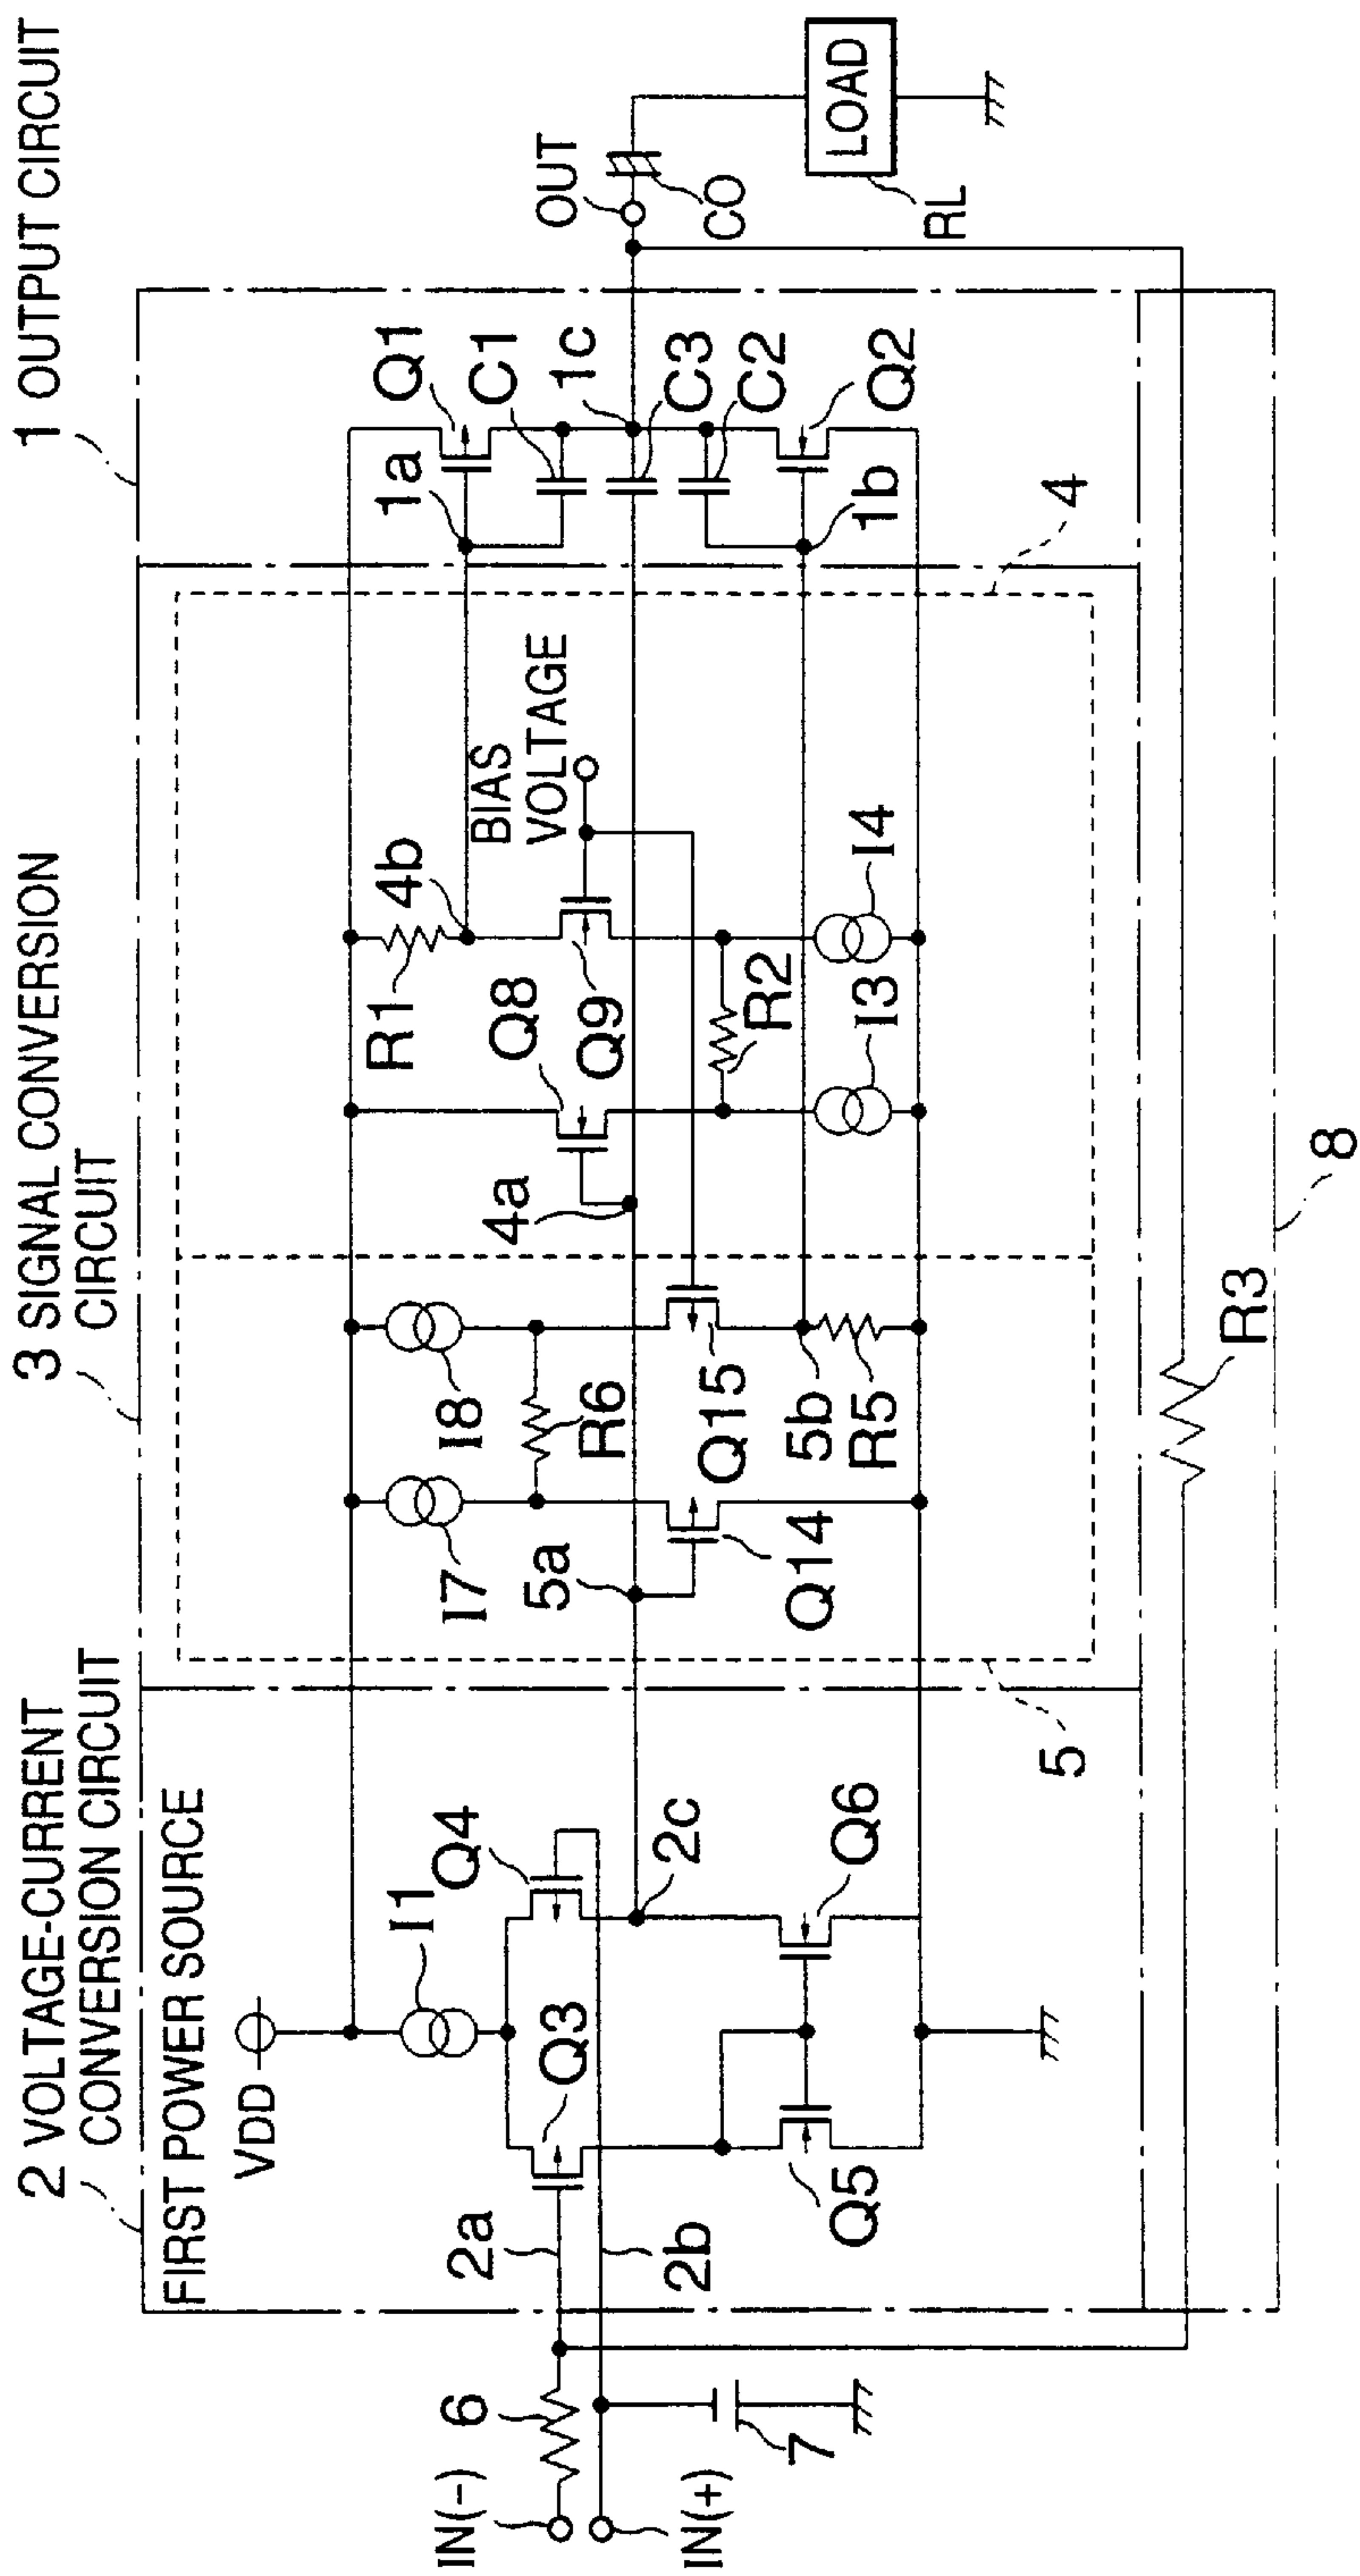 2 VOLTAGE-CURRENT
CONVERSION CIRCUIT
3 SIGNAL CONVERSION
CIRCUIT
1 OUTPUT CIRCUIT
FIRST POWER SOURCE
VDD
I1
Q4
Q3
2a
2b
2c
Q5
Q6
IN(-)
6
IN(+)
7
I7
I8
R6
5a
Q14
Q15
5b
R5
5
R1
4b
Q8
Q9
4a
BIAS
VOLTAGE
R2
I3
I4
4
Q1
1a
C1
1c
C3
C2
1b
Q2
OUT
CO
LOAD
RL
R3
8